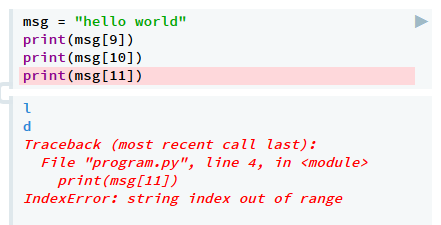 msg = "hello world"
print(msg[9])
print(msg[10])
print(msg[11])
l
d
Traceback (most recent call last):
  File "program.py", line 4, in <module>
    print(msg[11])
IndexError: string index out of range